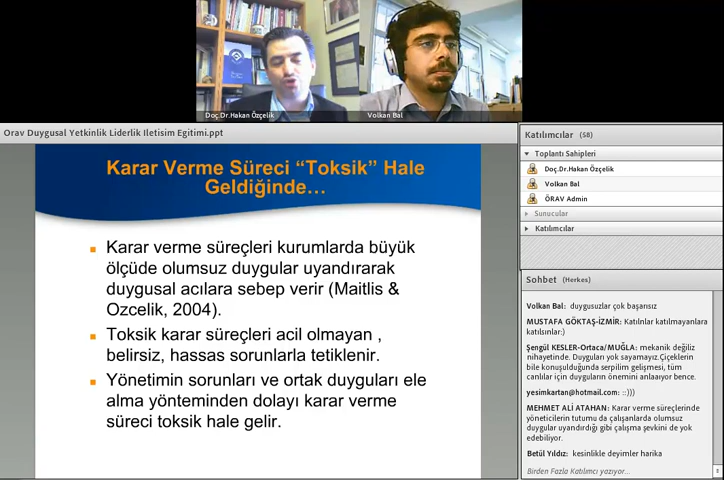 Doç.Dr.Hakan Özçelik
Volkan Bal
Orav Duygusal Yetkinlik Liderlik Iletisim Egitimi.ppt
Karar Verme Süreci “Toksik” Hale
Geldiğinde…
Karar verme süreçleri kurumlarda büyük
ölçüde olumsuz duygular uyandırarak
duygusal acılara sebep verir (Maitlis &
Ozcelik, 2004).
Toksik karar süreçleri acil olmayan ,
belirsiz, hassas sorunlarla tetiklenir.
Yönetimin sorunları ve ortak duyguları ele
alma yönteminden dolayı karar verme
süreci toksik hale gelir.
Katılımcılar (58)
Toplantı Sahipleri
Doç.Dr.Hakan Özçelik
Volkan Bal
ÖRAV Admin
Sunucular
Katılımcılar
Sohbet (Herkes)
Volkan Bal: duygusuzlar çok başarısız
MUSTAFA GÖKTAŞ-İZMİR: Katılnlar katılmayanlara
katılsınlar:)
Şengül KESLER-Ortaca/MUĞLA: mekanik değiliz
nihayetinde. Duyguları yok sayamayız.Çiçeklerin
bile konuşulduğunda serpilim gelişmesi, tüm
canlılar için duyguların önemini anlaıyor bence.
yesimkartan@hotmail.com: ::)))
MEHMET ALİ ATAHAN: Karar verme süreçlerinde
yöneticilerin tutumu da çalışanlarda olumsuz
duygular uyandırdığı gibi çalışma şevkini de yok
edebiliyor.
Betül Yıldız: kesinlikle deyimler harika
Birden Fazla Katılımcı yazıyor...